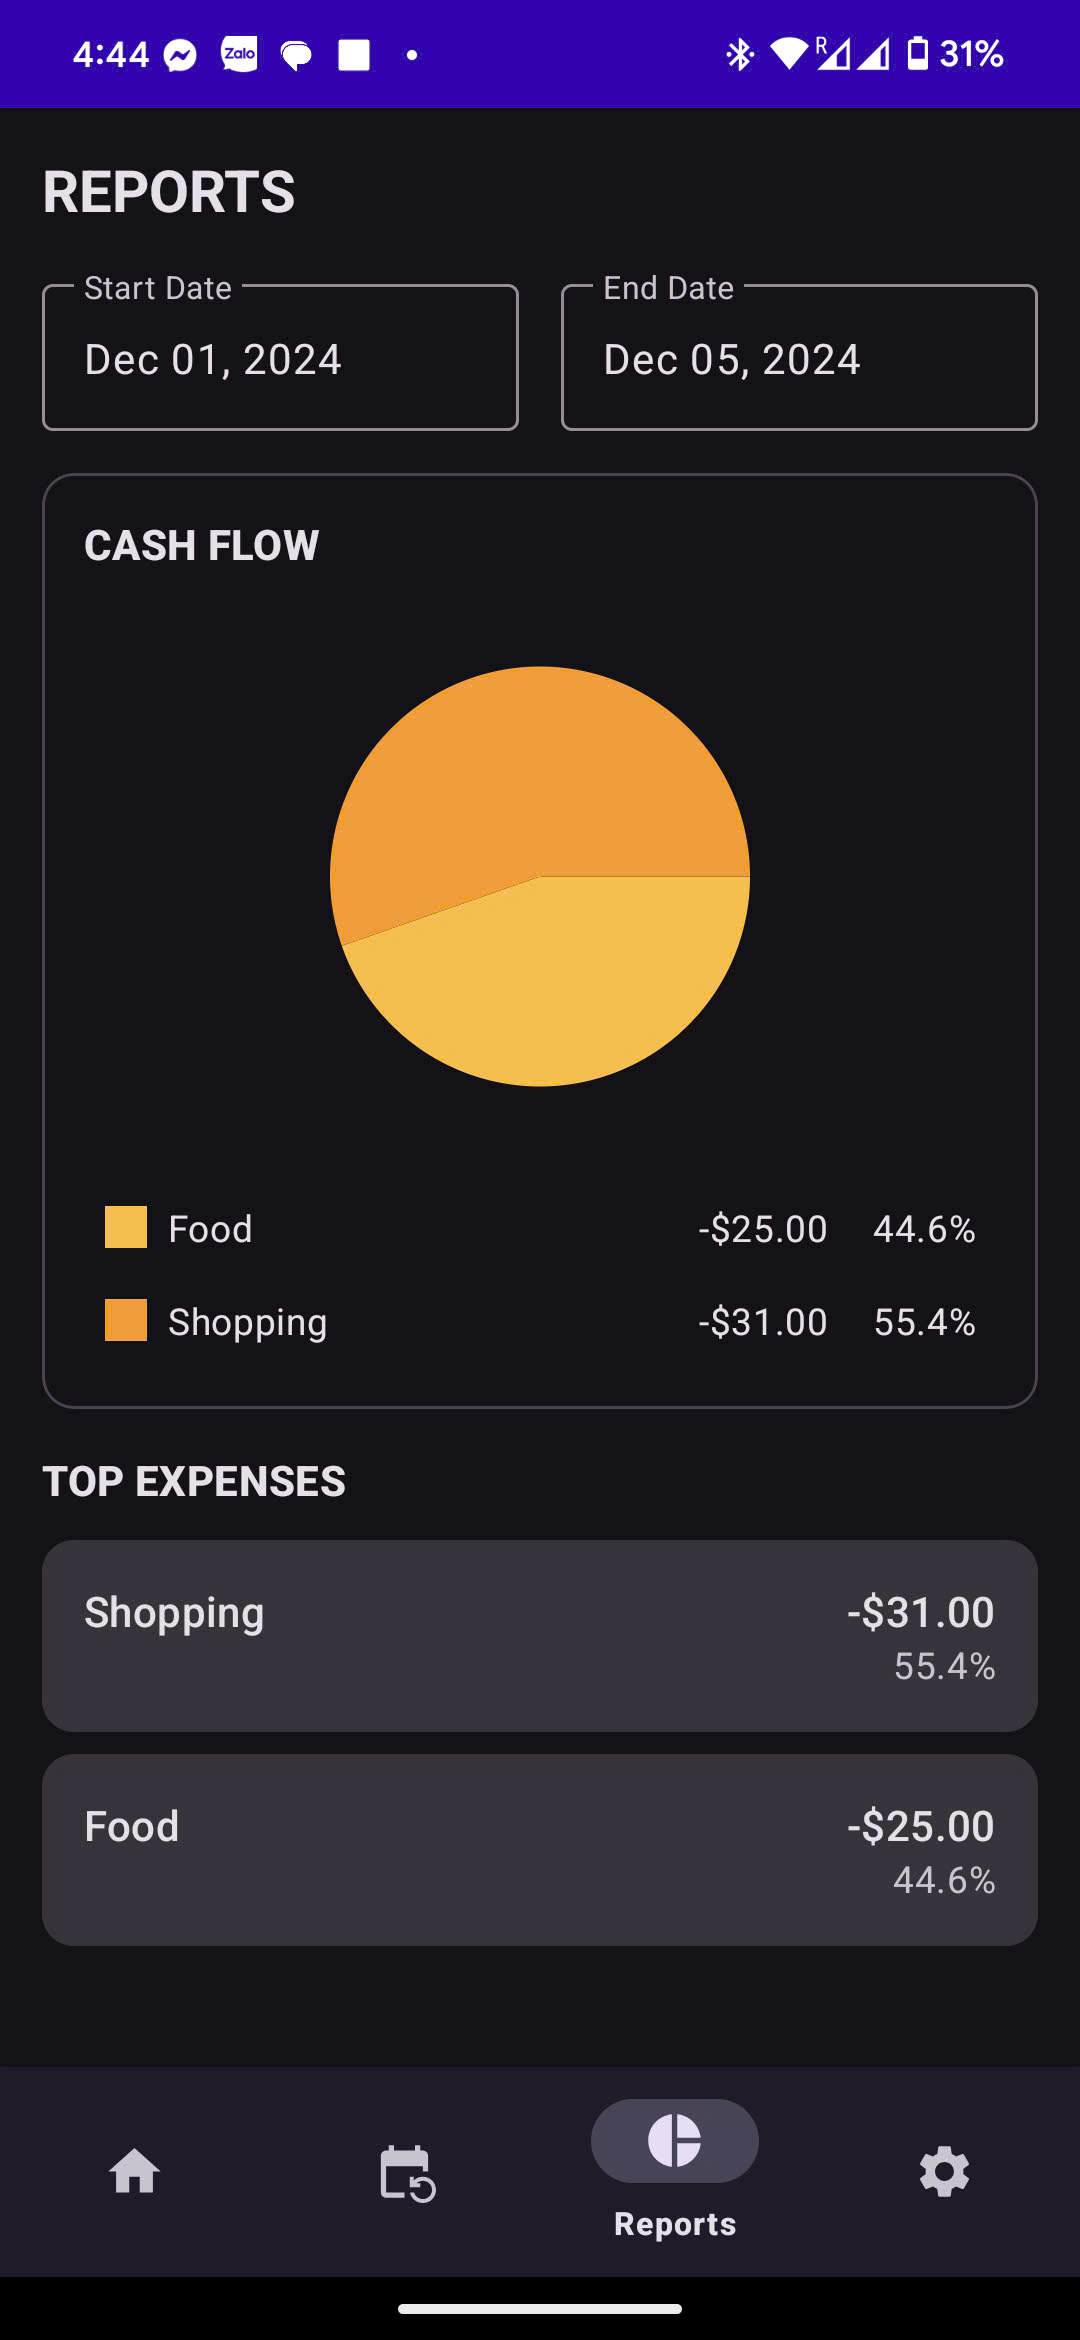 4:44 Zalo R 31%
REPORTS
Start Date End Date
Dec 01, 2024 Dec 05, 2024
CASH FLOW
Food -$25.00 44.6%
Shopping -$31.00 55.4%
TOP EXPENSES
Shopping -$31.00
55.4%
Food -$25.00
44.6%
Reports